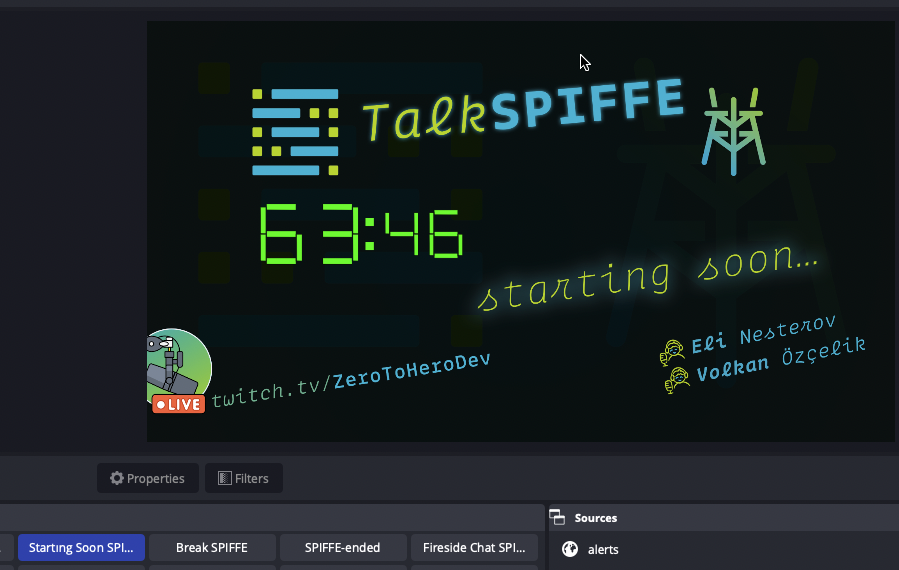 TalkSPIFFE
63:46
starting soon...
Eli Nesterov
Volkan Özçelik
LIVE
twitch.tv/ZeroToHeroDev
Properties
Filters
Sources
Starting Soon SPI...
Break SPIFFE
SPIFFE-ended
Fireside Chat SPI...
alerts